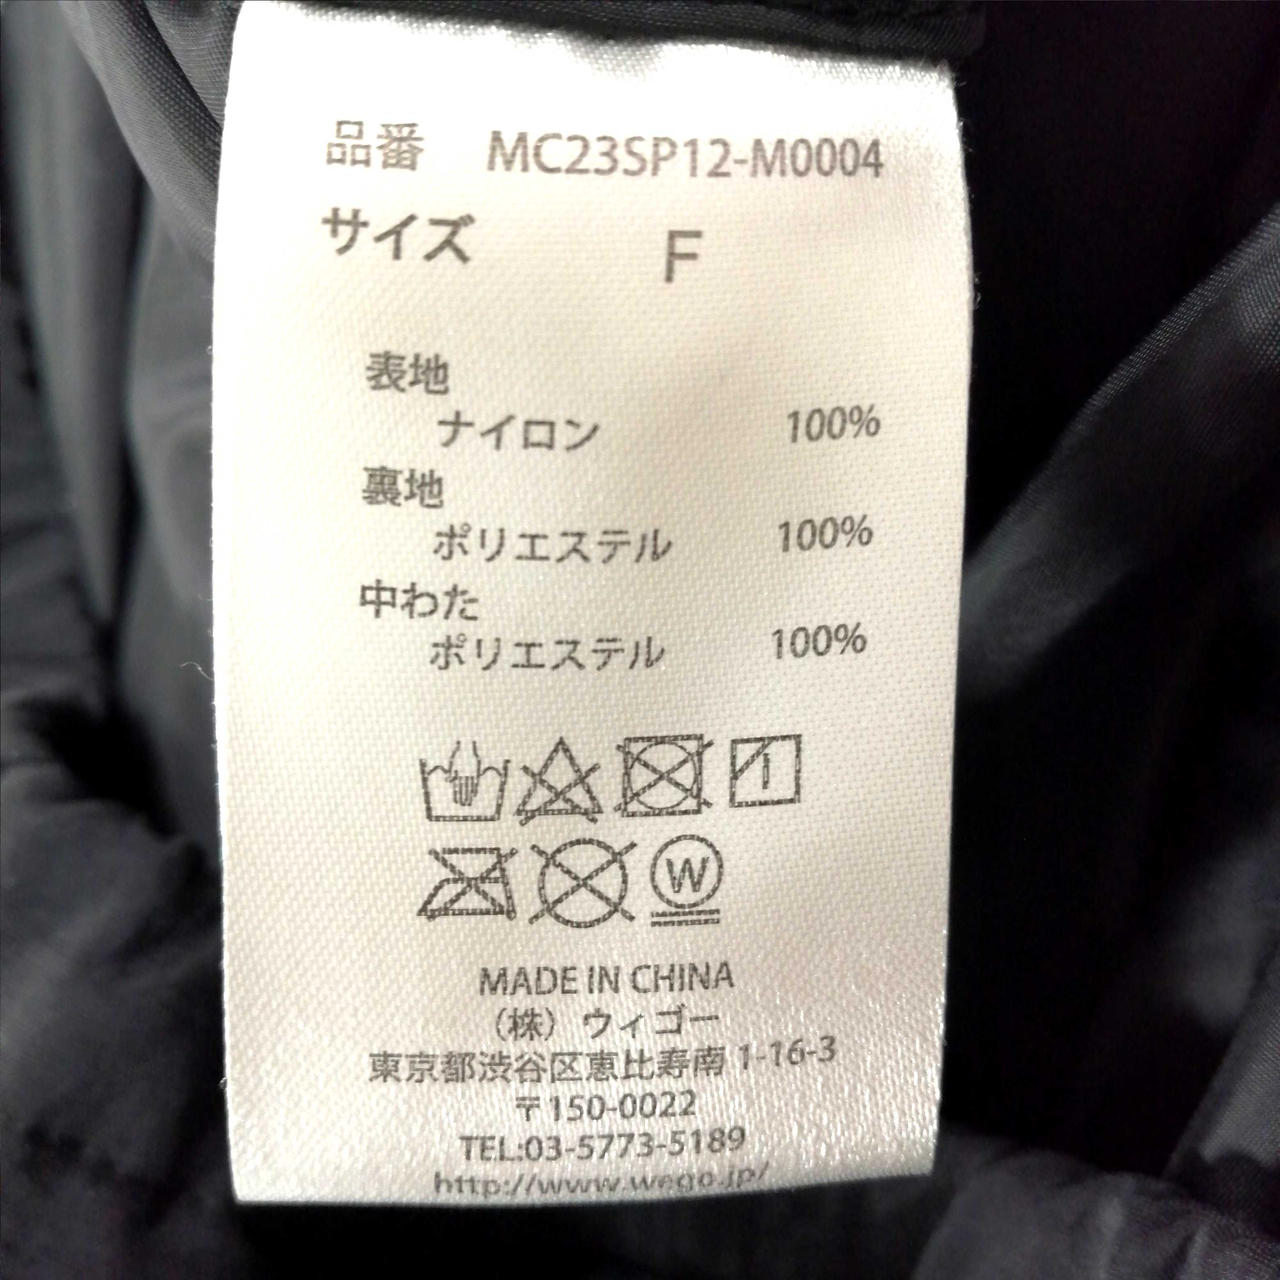 品番 MC23SP12-M0004
サイズ F
表地
ナイロン 100%
裏地
ポリエステル 100%
中わた
ポリエステル 100%
W
MADE IN CHINA
（株）ウィゴー
東京都渋谷区恵比寿南 1-16-3
〒150-0022
TEL:03-5773-5189
http://www.wego.jp/